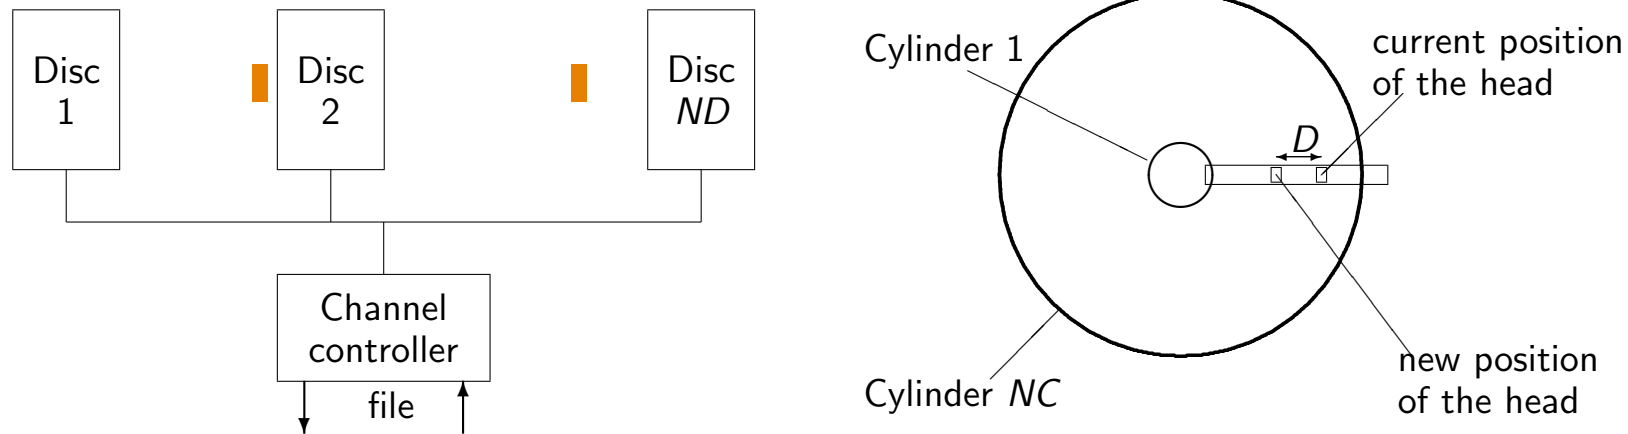 Disc
1
Disc
2
Disc
ND
Channel
controller
file
Cylinder 1
current position
of the head
D
new position
of the head
Cylinder NC